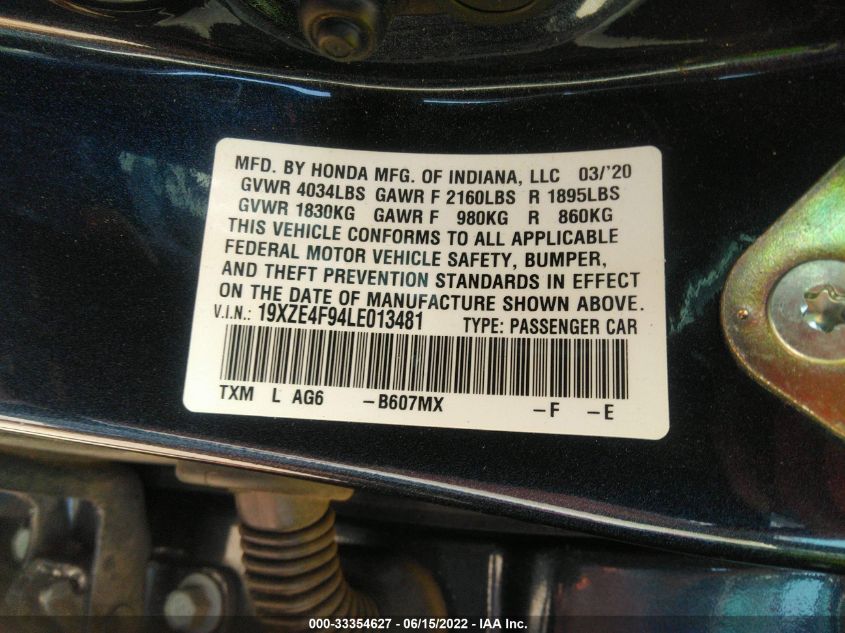 MFD. BY HONDA MFG. OF INDIANA, LLC 03/'20
GVWR 4034LBS GAWR F 2160LBS R 1895LBS
GVWR 1830KG GAWR F 980KG R 860KG
THIS VEHICLE CONFORMS TO ALL APPLICABLE
FEDERAL MOTOR VEHICLE SAFETY, BUMPER,
AND THEFT PREVENTION STANDARDS IN EFFECT
ON THE DATE OF MANUFACTURE SHOWN ABOVE.
V.I.N.: 19XZE4F94LE013481 TYPE: PASSENGER CAR
TXM L AG6 -B607MX -F -E
000-33354627 - 06/15/2022 - IAA Inc.